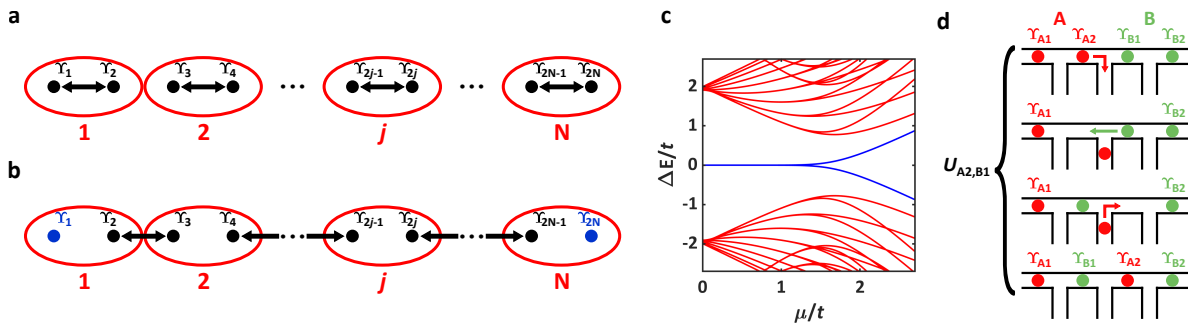 a
ϒ1 ϒ2 ϒ3 ϒ4 ϒ2j-1 ϒ2j ϒ2N-1 ϒ2N
... ...
1 2 j N
b
ϒ1 ϒ2 ϒ3 ϒ4 ϒ2j-1 ϒ2j ϒ2N-1 ϒ2N
... ...
1 2 j N
c
ΔE/t
2
1
0
-1
-2
0 1 2
μ/t
d
A B
ϒA1 ϒA2 ϒB1 ϒB2
ϒA1 ϒB2
UA2,B1
ϒA1 ϒB2
ϒA1 ϒB1 ϒA2 ϒB2